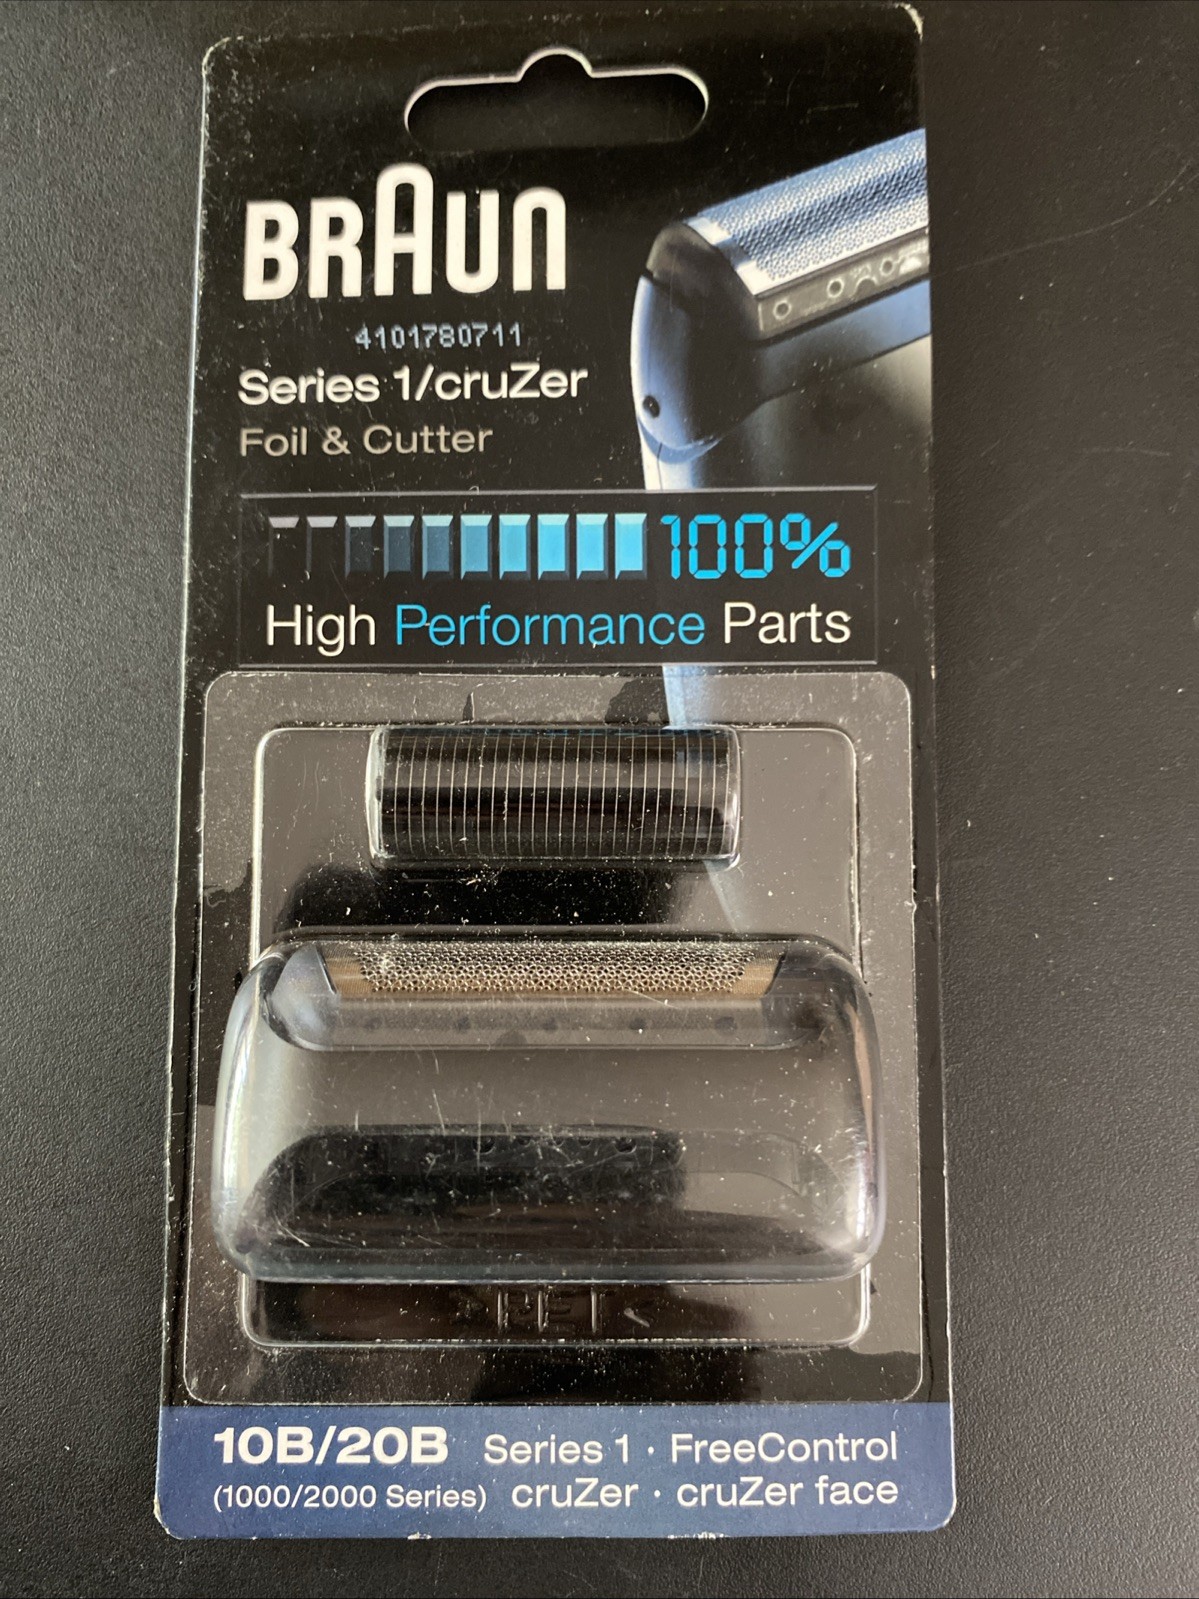 BRAUN
4101780711
Series 1/cruZer
Foil & Cutter
100%
High Performance Parts
>PET<
10B/20B Series 1 · FreeControl
(1000/2000 Series) cruZer · cruZer face